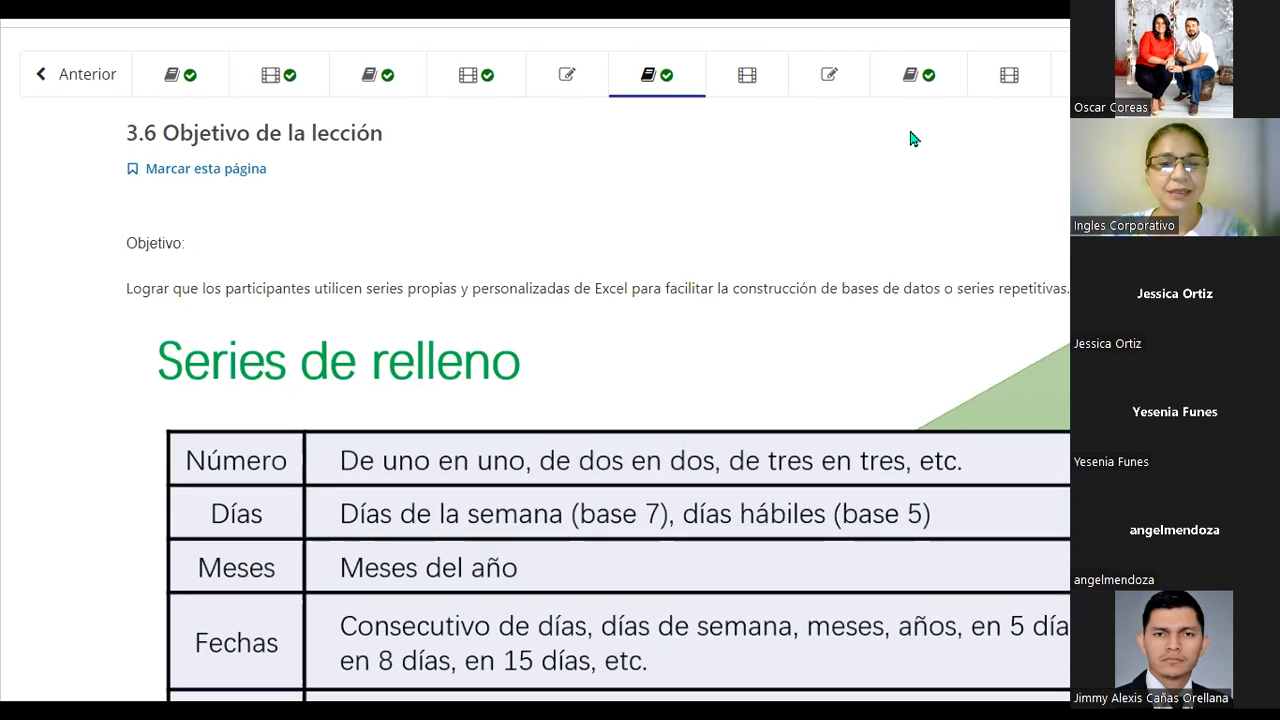 Anterior
3.6 Objetivo de la lección
Marcar esta página
Objetivo:
Lograr que los participantes utilicen series propias y personalizadas de Excel para facilitar la construcción de bases de datos o series repetitivas.
Series de relleno
Número
De uno en uno, de dos en dos, de tres en tres, etc.
Días
Días de la semana (base 7), días hábiles (base 5)
Meses
Meses del año
Fechas
Consecutivo de días, días de semana, meses, años, en 5 día
en 8 días, en 15 días, etc.
Oscar Coreas
Ingles Corporativo
Jessica Ortiz
Jessica Ortiz
Yesenia Funes
Yesenia Funes
angelmendoza
angelmendoza
Jimmy Alexis Cañas Orellana